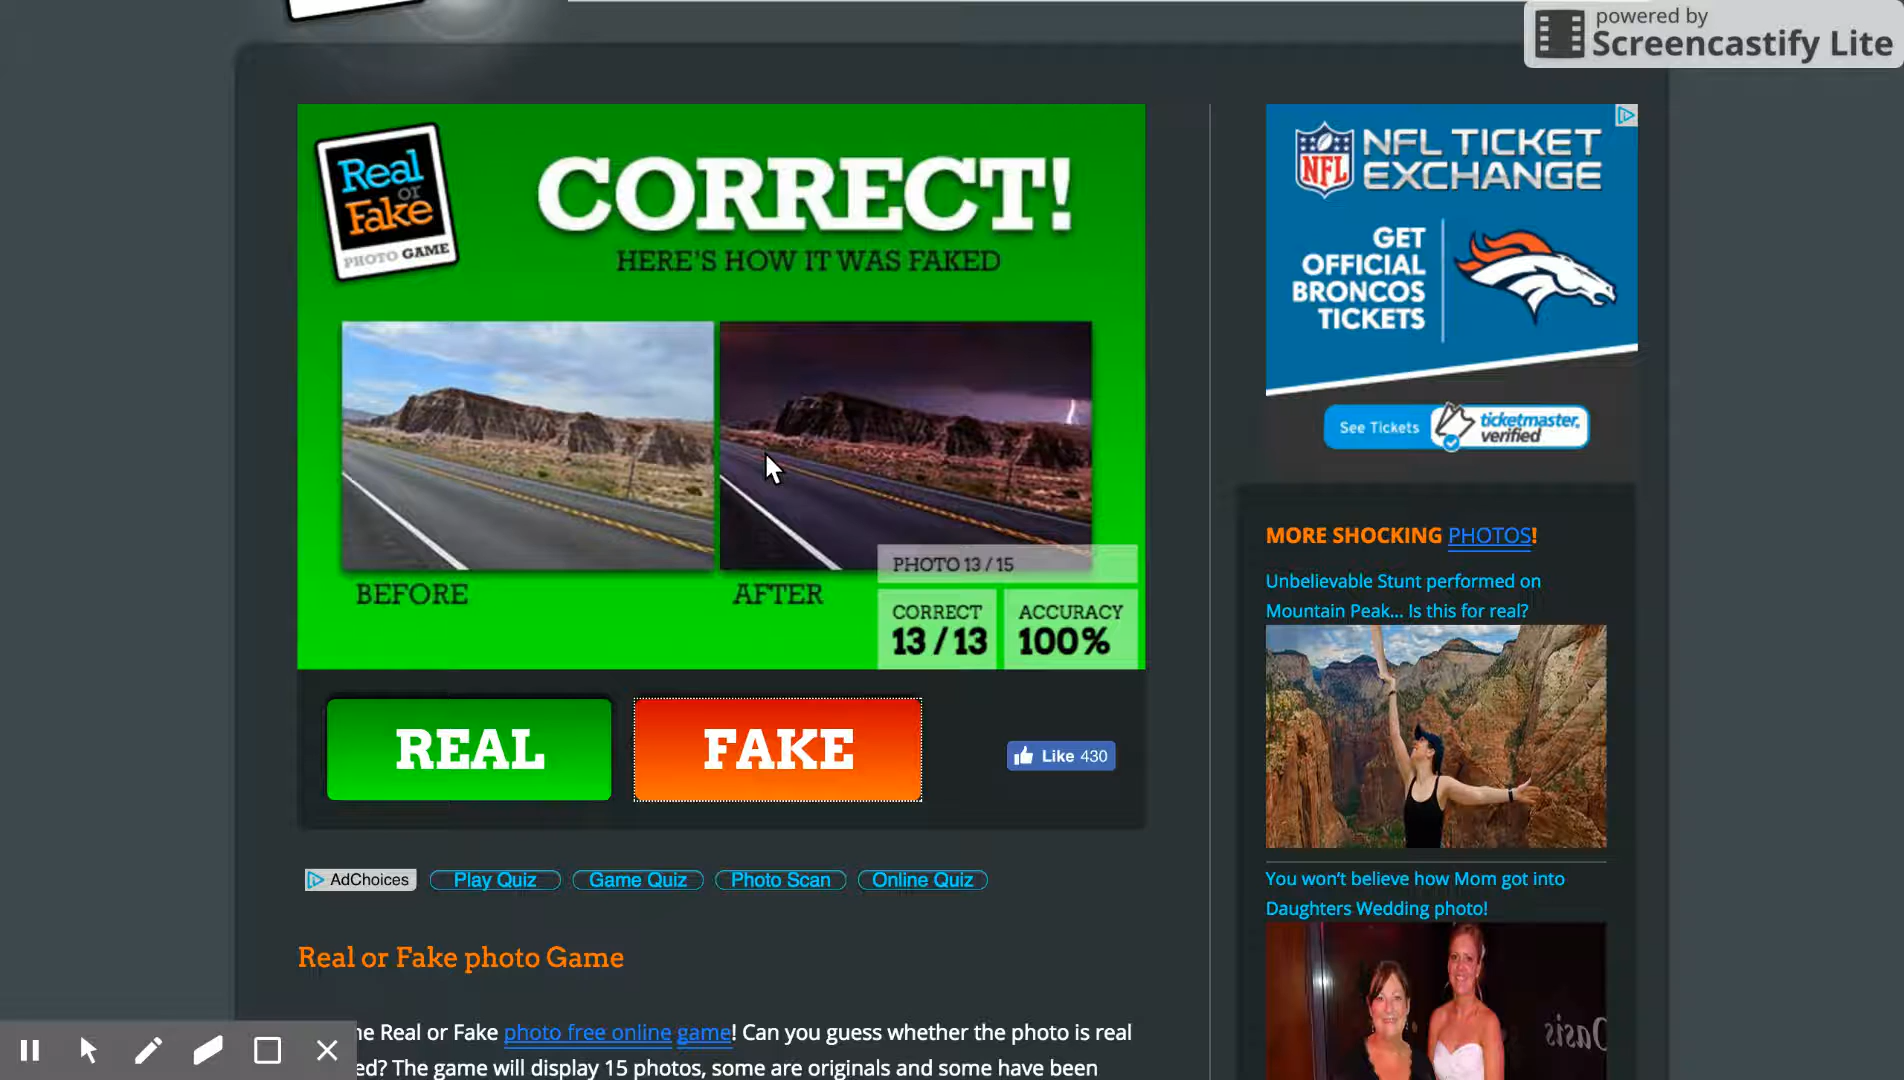 powered by
Screencastify Lite
Real
or
Fake
PHOTO GAME
CORRECT!
HERE'S HOW IT WAS FAKED
BEFORE
AFTER
PHOTO 13 / 15
CORRECT
13 / 13
ACCURACY
100%
REAL
FAKE
Like 430
AdChoices
Play Quiz
Game Quiz
Photo Scan
Online Quiz
Real or Fake photo Game
ne Real or Fake photo free online game! Can you guess whether the photo is real
ed? The game will display 15 photos, some are originals and some have been
NFL
NFL TICKET
EXCHANGE
GET
OFFICIAL
BRONCOS
TICKETS
See Tickets
ticketmaster
verified
MORE SHOCKING PHOTOS!
Unbelievable Stunt performed on
Mountain Peak... Is this for real?
You won't believe how Mom got into
Daughters Wedding photo!
Oasis